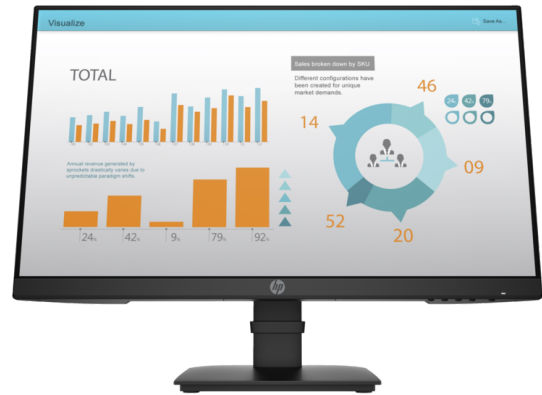 Visualize
Save As...
TOTAL
Sales broken down by SKU.
Different configurations have
been created for unique
market demands.
46
24%
42%
79%
14
09
52
20
Annual revenue generated by
sprockets drastically varies due to
unpredictable paradigm shifts.
24%
42%
9%
79%
92%
hp